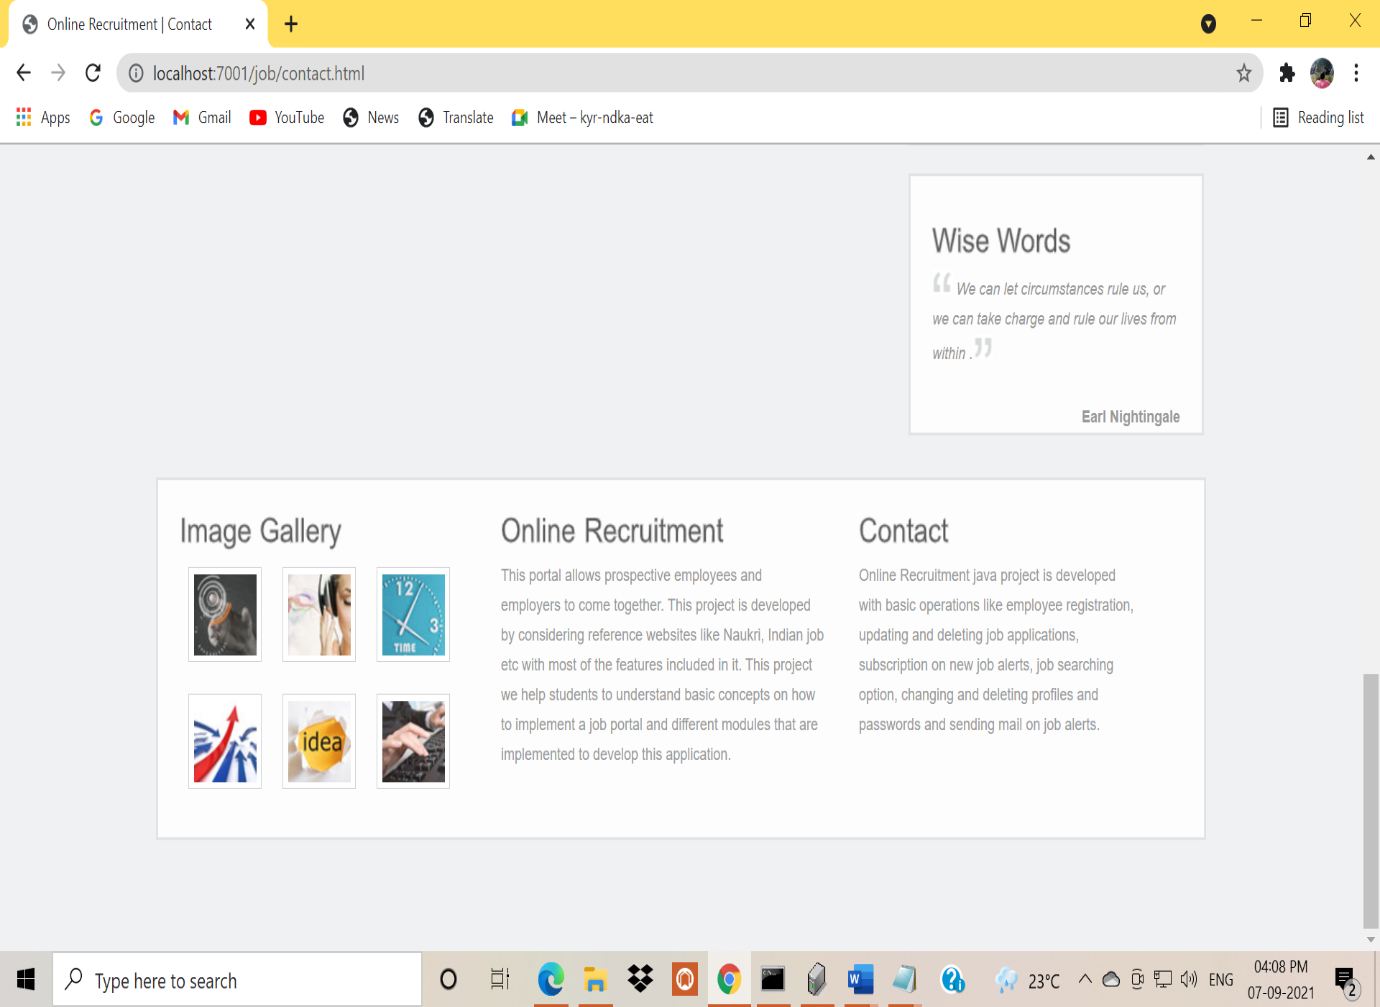 Online Recruitment | Contact
localhost:7001/job/contact.html
Apps
Google
Gmail
YouTube
News
Translate
Meet – kyr-ndka-eat
Reading list
Wise Words
“ We can let circumstances rule us, or
we can take charge and rule our lives from
within .”
Earl Nightingale
Image Gallery
12
3
TIME
idea
Online Recruitment
This portal allows prospective employees and
employers to come together. This project is developed
by considering reference websites like Naukri, Indian job
etc with most of the features included in it. This project
we help students to understand basic concepts on how
to implement a job portal and different modules that are
implemented to develop this application.
Contact
Online Recruitment java project is developed
with basic operations like employee registration,
updating and deleting job applications,
subscription on new job alerts, job searching
option, changing and deleting profiles and
passwords and sending mail on job alerts.
Type here to search
23°C
ENG
04:08 PM
07-09-2021
2